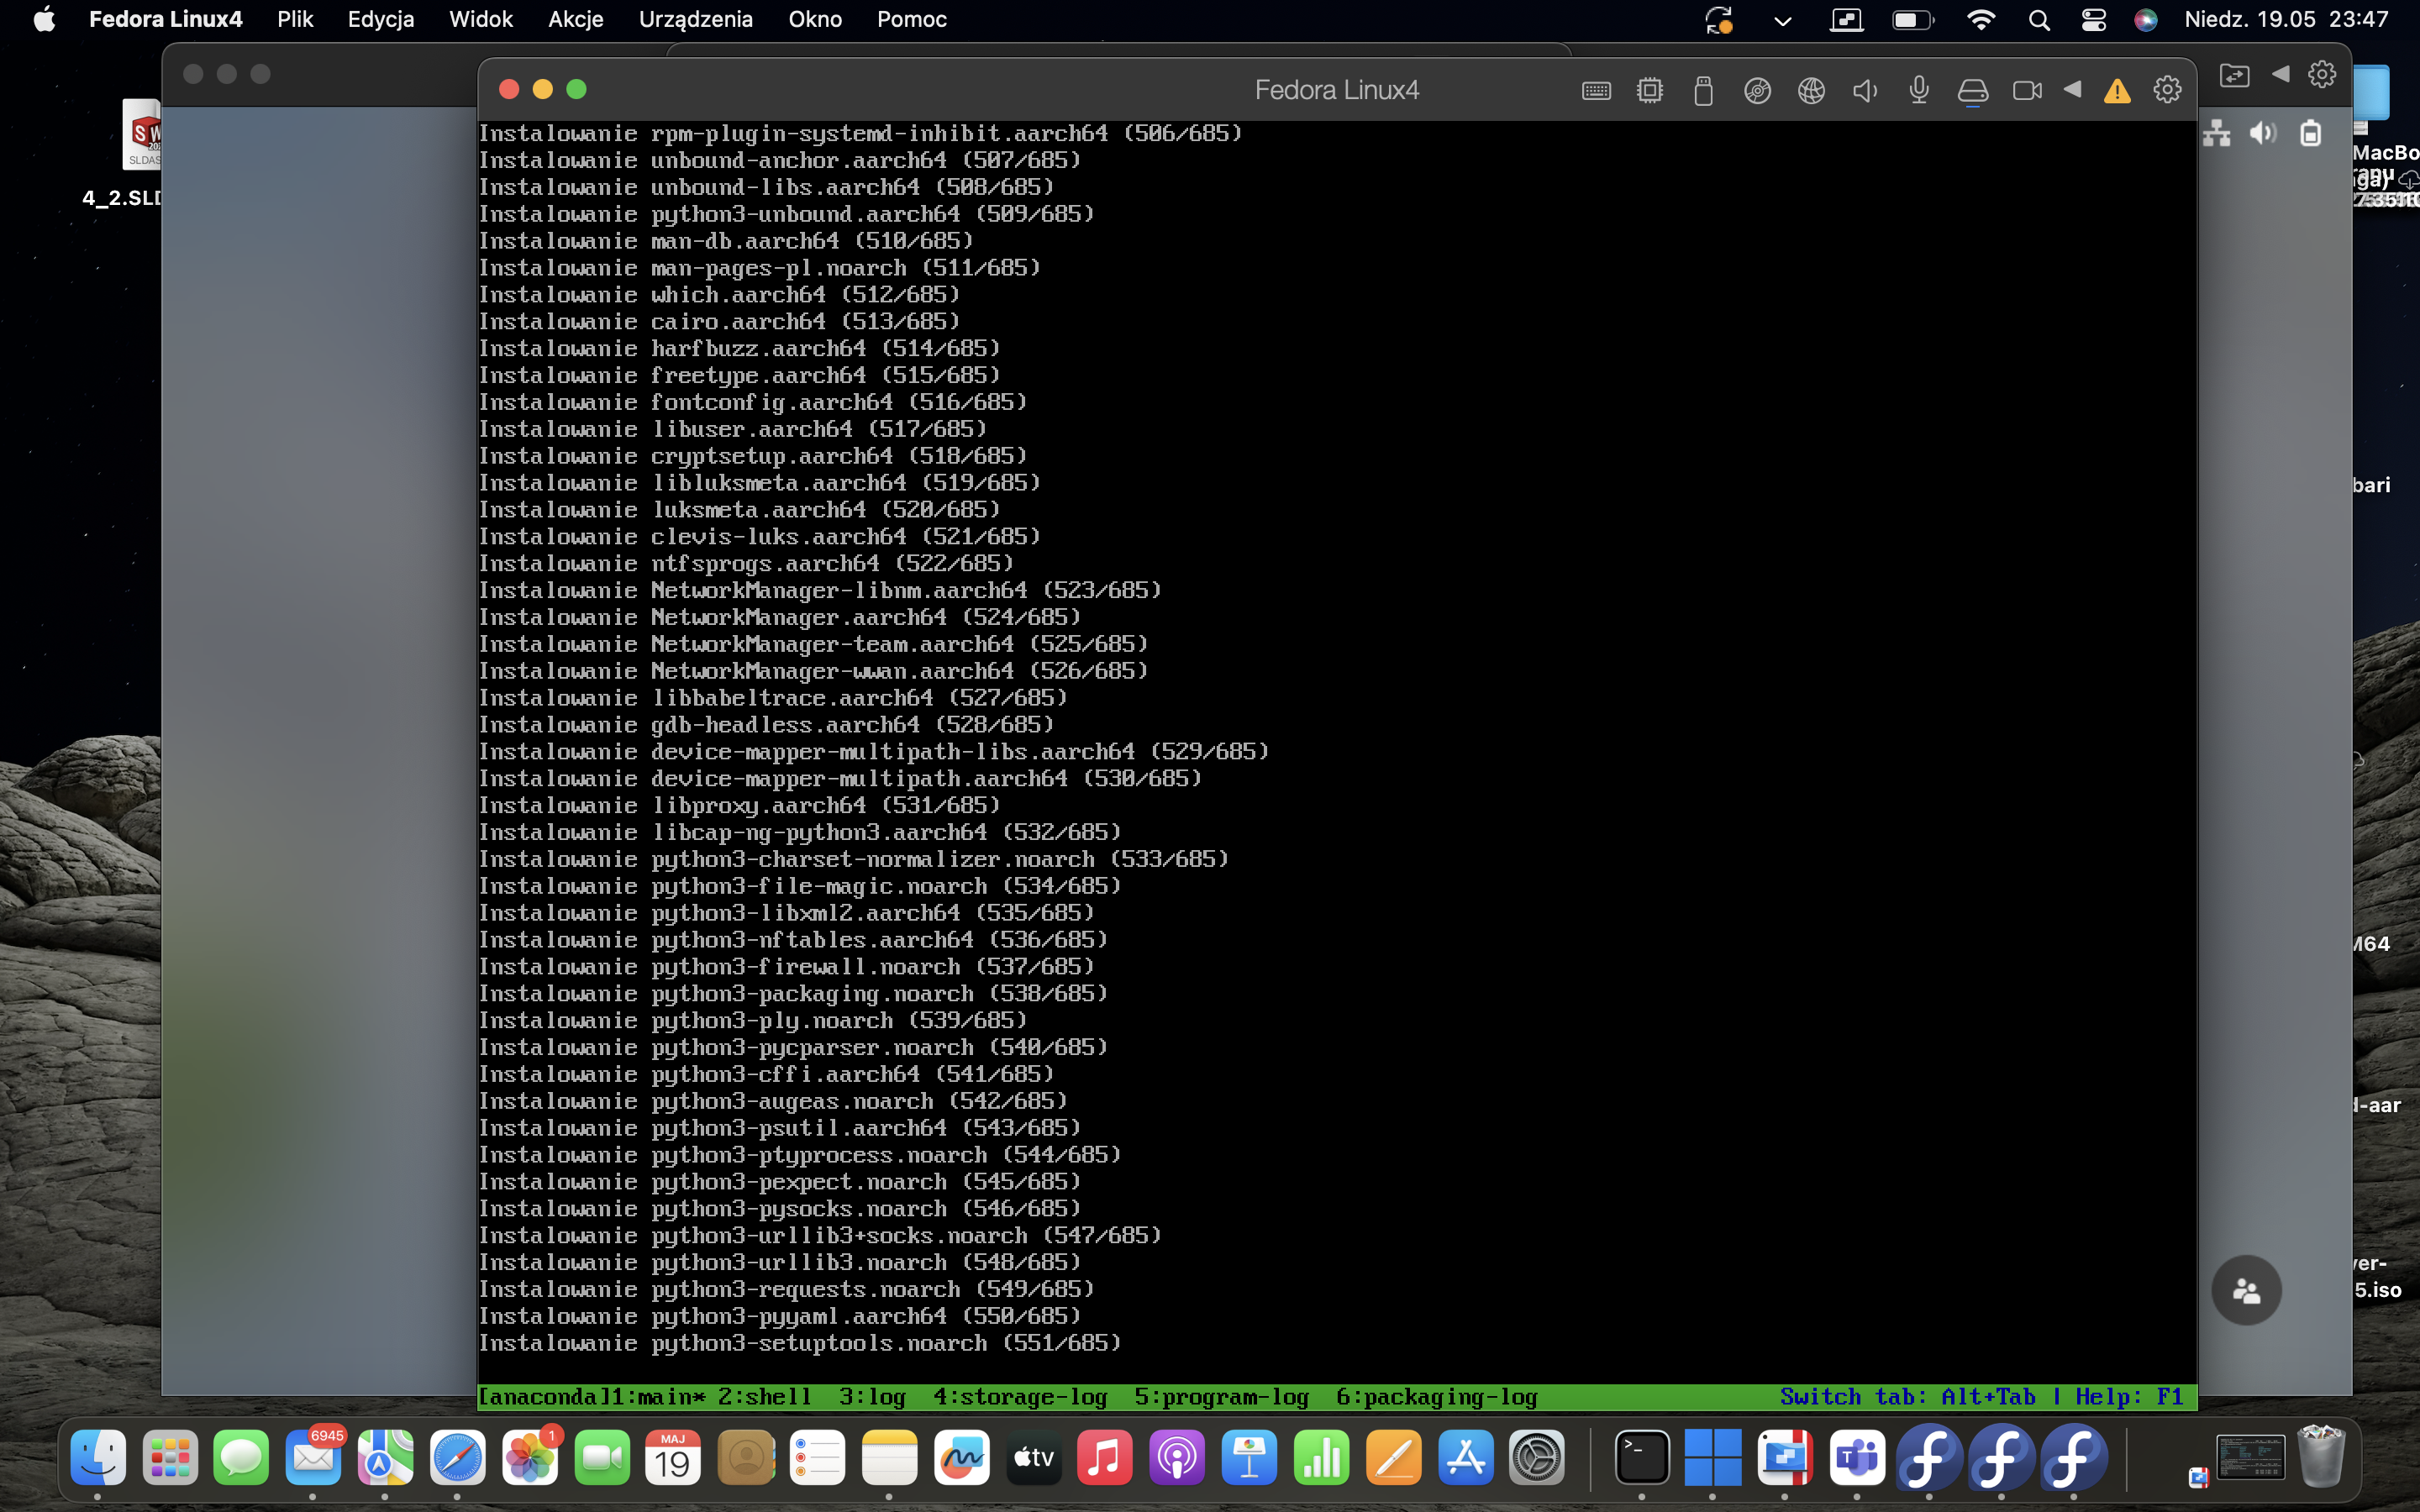 Fedora Linux4 Plik Edycja Widok Akcje Urządzenia Okno Pomoc Niedz. 19.05 23:47
Fedora Linux4
SW
SLDAS
4_2.SLD
Instalowanie rpm-plugin-systemd-inhibit.aarch64 (506/685)
Instalowanie unbound-anchor.aarch64 (507/685)
Instalowanie unbound-libs.aarch64 (508/685)
Instalowanie python3-unbound.aarch64 (509/685)
Instalowanie man-db.aarch64 (510/685)
Instalowanie man-pages-pl.noarch (511/685)
Instalowanie which.aarch64 (512/685)
Instalowanie cairo.aarch64 (513/685)
Instalowanie harfbuzz.aarch64 (514/685)
Instalowanie freetype.aarch64 (515/685)
Instalowanie fontconfig.aarch64 (516/685)
Instalowanie libuser.aarch64 (517/685)
Instalowanie cryptsetup.aarch64 (518/685)
Instalowanie libluksmeta.aarch64 (519/685)
Instalowanie luksmeta.aarch64 (520/685)
Instalowanie clevis-luks.aarch64 (521/685)
Instalowanie ntfsprogs.aarch64 (522/685)
Instalowanie NetworkManager-libnm.aarch64 (523/685)
Instalowanie NetworkManager.aarch64 (524/685)
Instalowanie NetworkManager-team.aarch64 (525/685)
Instalowanie NetworkManager-wwan.aarch64 (526/685)
Instalowanie libbabeltrace.aarch64 (527/685)
Instalowanie gdb-headless.aarch64 (528/685)
Instalowanie device-mapper-multipath-libs.aarch64 (529/685)
Instalowanie device-mapper-multipath.aarch64 (530/685)
Instalowanie libproxy.aarch64 (531/685)
Instalowanie libcap-ng-python3.aarch64 (532/685)
Instalowanie python3-charset-normalizer.noarch (533/685)
Instalowanie python3-file-magic.noarch (534/685)
Instalowanie python3-libxml2.aarch64 (535/685)
Instalowanie python3-nftables.aarch64 (536/685)
Instalowanie python3-firewall.noarch (537/685)
Instalowanie python3-packaging.noarch (538/685)
Instalowanie python3-ply.noarch (539/685)
Instalowanie python3-pycparser.noarch (540/685)
Instalowanie python3-cffi.aarch64 (541/685)
Instalowanie python3-augeas.noarch (542/685)
Instalowanie python3-psutil.aarch64 (543/685)
Instalowanie python3-ptyprocess.noarch (544/685)
Instalowanie python3-pexpect.noarch (545/685)
Instalowanie python3-pysocks.noarch (546/685)
Instalowanie python3-urllib3+socks.noarch (547/685)
Instalowanie python3-urllib3.noarch (548/685)
Instalowanie python3-requests.noarch (549/685)
Instalowanie python3-pyyaml.aarch64 (550/685)
Instalowanie python3-setuptools.noarch (551/685)
[anaconda]1:main* 2:shell 3:log 4:storage-log 5:program-log 6:packaging-log Switch tab: Alt+Tab | Help: F1
MacBo
bari
M64
d-aar
ver-
5.iso
6945
1
MAJ
19
tv